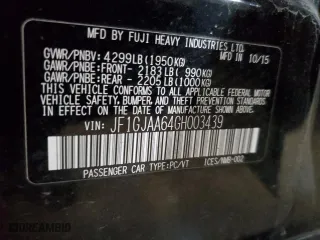 MFD BY FUJI HEAVY INDUSTRIES LTD. 10/15
GVWR/PNBV: 4299LB(1950KG)
GAWR/PNBE:FRONT- 2183LB( 990KG)
GAWR/PNBE:REAR - 2205LB(1000KG)
THIS VEHICLE CONFORMS TO ALL APPLICABLE
FEDERAL MOTOR VEHICLE SAFETY, BUMPER, AND
THEFT PREVENTION STANDARDS IN EFFECT ON THE
DATE OF MANUFACTURE SHOWN ABOVE.
VIN: JF1GJAA64GH003439
PASSENGER CAR TYPE:PC/VT ICES/NMB-002